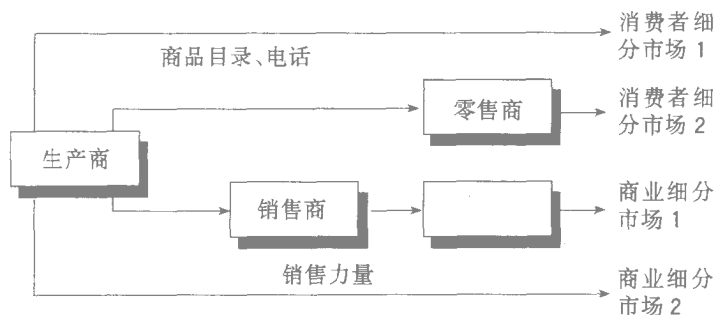 消费者细
分市场1
商品目录、电话
零售商
消费者细
分市场2
生产商
销售商
商业细分
市场1
销售力量
商业细分
市场2